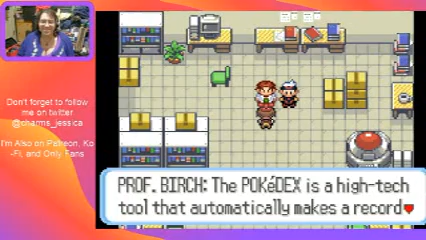 Don't forget to follow
me on twitter
@charms_jessica
I'm Also on Patreon, Ko
-Fi, and Only Fans
PROF. BIRCH: The POKéDEX is a high-tech
tool that automatically makes a record